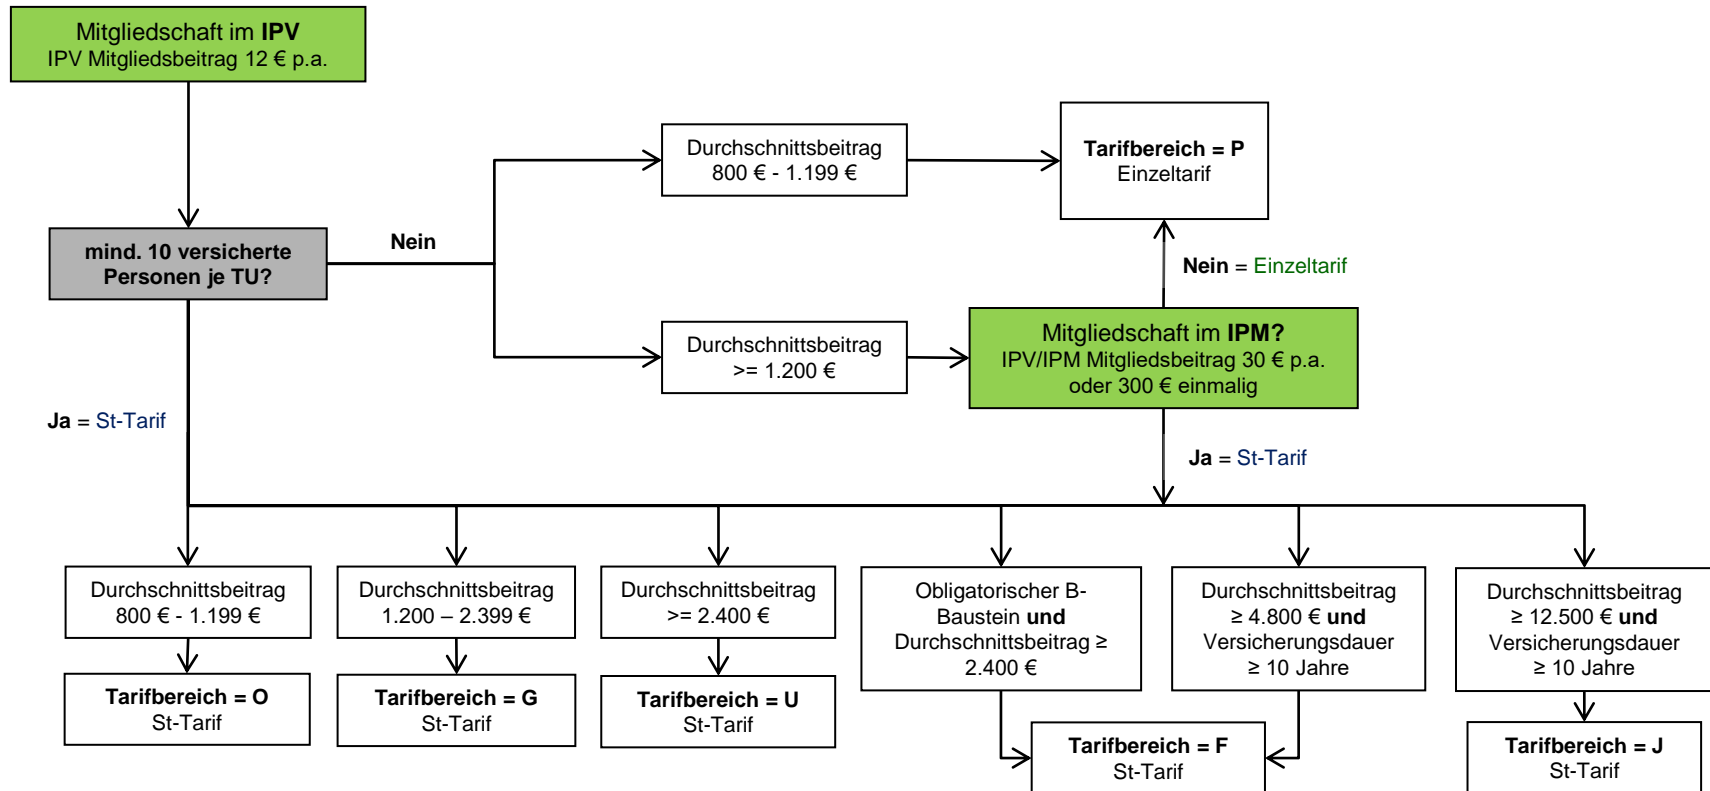 Mitgliedschaft im IPV
IPV Mitgliedsbeitrag 12 € p.a.
mind. 10 versicherte
Personen je TU?
Nein
Durchschnittsbeitrag
800 € - 1.199 €
Tarifbereich = P
Einzeltarif
Nein = Einzeltarif
Durchschnittsbeitrag
>= 1.200 €
Mitgliedschaft im IPM?
IPV/IPM Mitgliedsbeitrag 30 € p.a.
oder 300 € einmalig
Ja = St-Tarif
Ja = St-Tarif
Durchschnittsbeitrag
800 € - 1.199 €
Tarifbereich = O
St-Tarif
Durchschnittsbeitrag
1.200 – 2.399 €
Tarifbereich = G
St-Tarif
Durchschnittsbeitrag
>= 2.400 €
Tarifbereich = U
St-Tarif
Obligatorischer B-
Baustein und
Durchschnittsbeitrag ≥
2.400 €
Durchschnittsbeitrag
≥ 4.800 € und
Versicherungsdauer
≥ 10 Jahre
Tarifbereich = F
St-Tarif
Durchschnittsbeitrag
≥ 12.500 € und
Versicherungsdauer
≥ 10 Jahre
Tarifbereich = J
St-Tarif